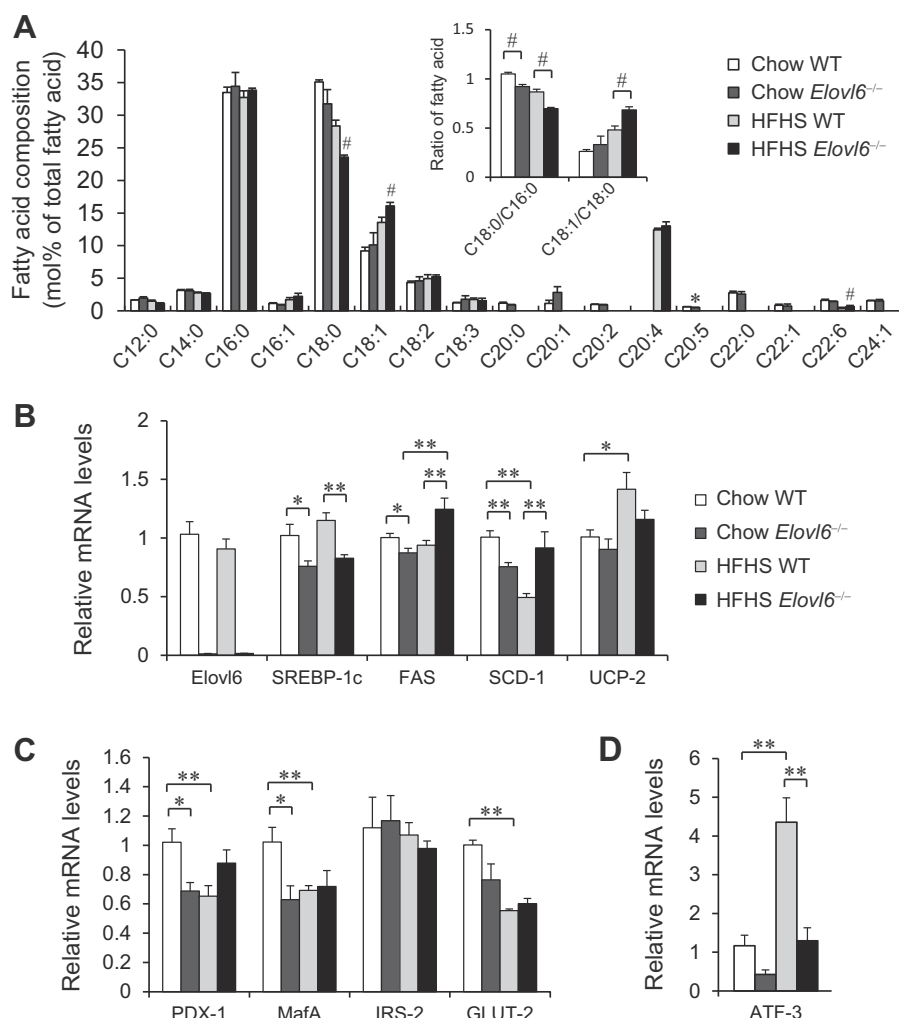 A
Fatty acid composition
(mol% of total fatty acid)
40
35
30
25
20
15
10
5
0
C12:0
C14:0
C16:0
C16:1
C18:0
C18:1
C18:2
C18:3
C20:0
C20:1
C20:2
C20:4
C20:5
C22:0
C22:1
C22:6
C24:1
#
#
*
#
Ratio of fatty acid
1.5
1
0.5
0
#
#
#
C18:0/C16:0
C18:1/C18:0
Chow WT
Chow Elovl6–/–
HFHS WT
HFHS Elovl6–/–
B
Relative mRNA levels
2
1.5
1
0.5
0
*
**
*
**
**
**
**
**
*
Elovl6
SREBP-1c
FAS
SCD-1
UCP-2
Chow WT
Chow Elovl6–/–
HFHS WT
HFHS Elovl6–/–
C
Relative mRNA levels
1.6
1.4
1.2
1
0.8
0.6
0.4
0.2
0
**
*
**
*
**
PDX-1
MafA
IRS-2
GLUT-2
D
Relative mRNA levels
6
5
4
3
2
1
0
**
**
ATF-3